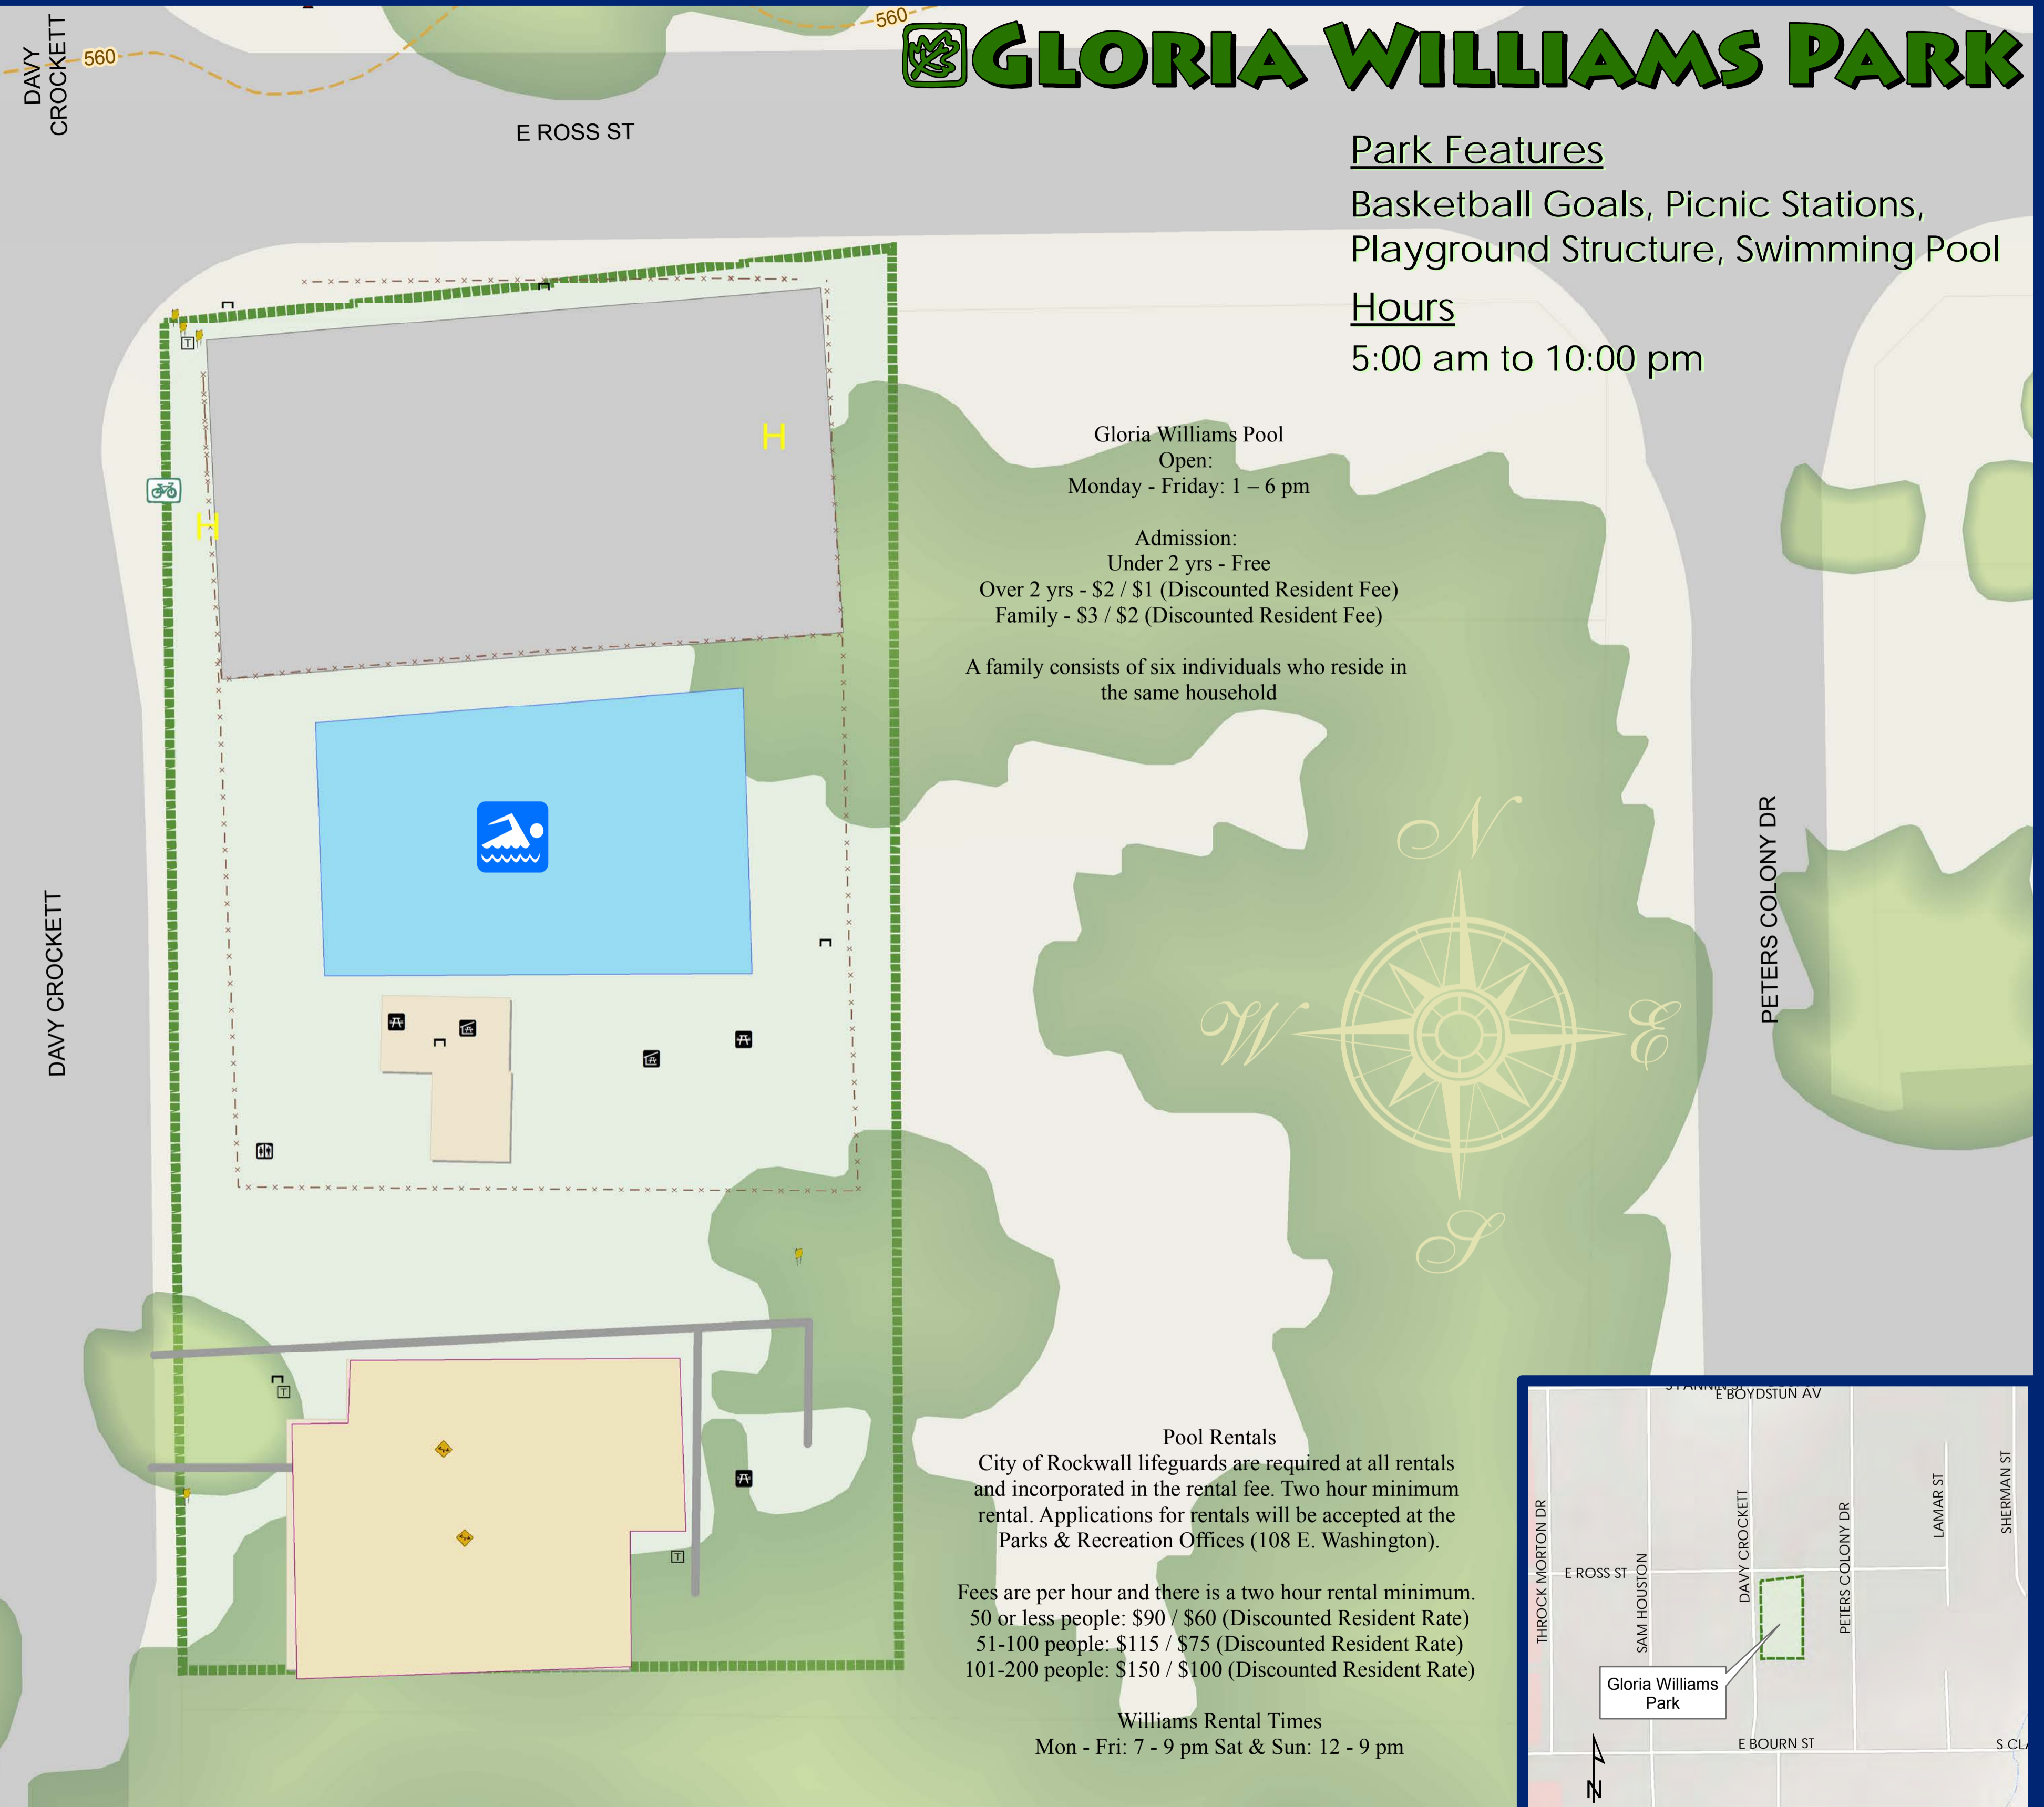 DAVY
CROCKETT
560
560
GLORIA WILLIAMS PARK
E ROSS ST
Park Features
Basketball Goals, Picnic Stations,
Playground Structure, Swimming Pool
Hours
5:00 am to 10:00 pm
T
H
H
Gloria Williams Pool
Open:
Monday - Friday: 1 – 6 pm
Admission:
Under 2 yrs - Free
Over 2 yrs - $2 / $1 (Discounted Resident Fee)
Family - $3 / $2 (Discounted Resident Fee)
A family consists of six individuals who reside in
the same household
N
W
E
S
DAVY CROCKETT
PETERS COLONY DR
T
T
Pool Rentals
City of Rockwall lifeguards are required at all rentals
and incorporated in the rental fee. Two hour minimum
rental. Applications for rentals will be accepted at the
Parks & Recreation Offices (108 E. Washington).
Fees are per hour and there is a two hour rental minimum.
50 or less people: $90 / $60 (Discounted Resident Rate)
51-100 people: $115 / $75 (Discounted Resident Rate)
101-200 people: $150 / $100 (Discounted Resident Rate)
Williams Rental Times
Mon - Fri: 7 - 9 pm Sat & Sun: 12 - 9 pm
E BOYDSTUN AV
THROCK MORTON DR
E ROSS ST
SAM HOUSTON
DAVY CROCKETT
PETERS COLONY DR
LAMAR ST
SHERMAN ST
Gloria Williams
Park
E BOURN ST
S CL
N